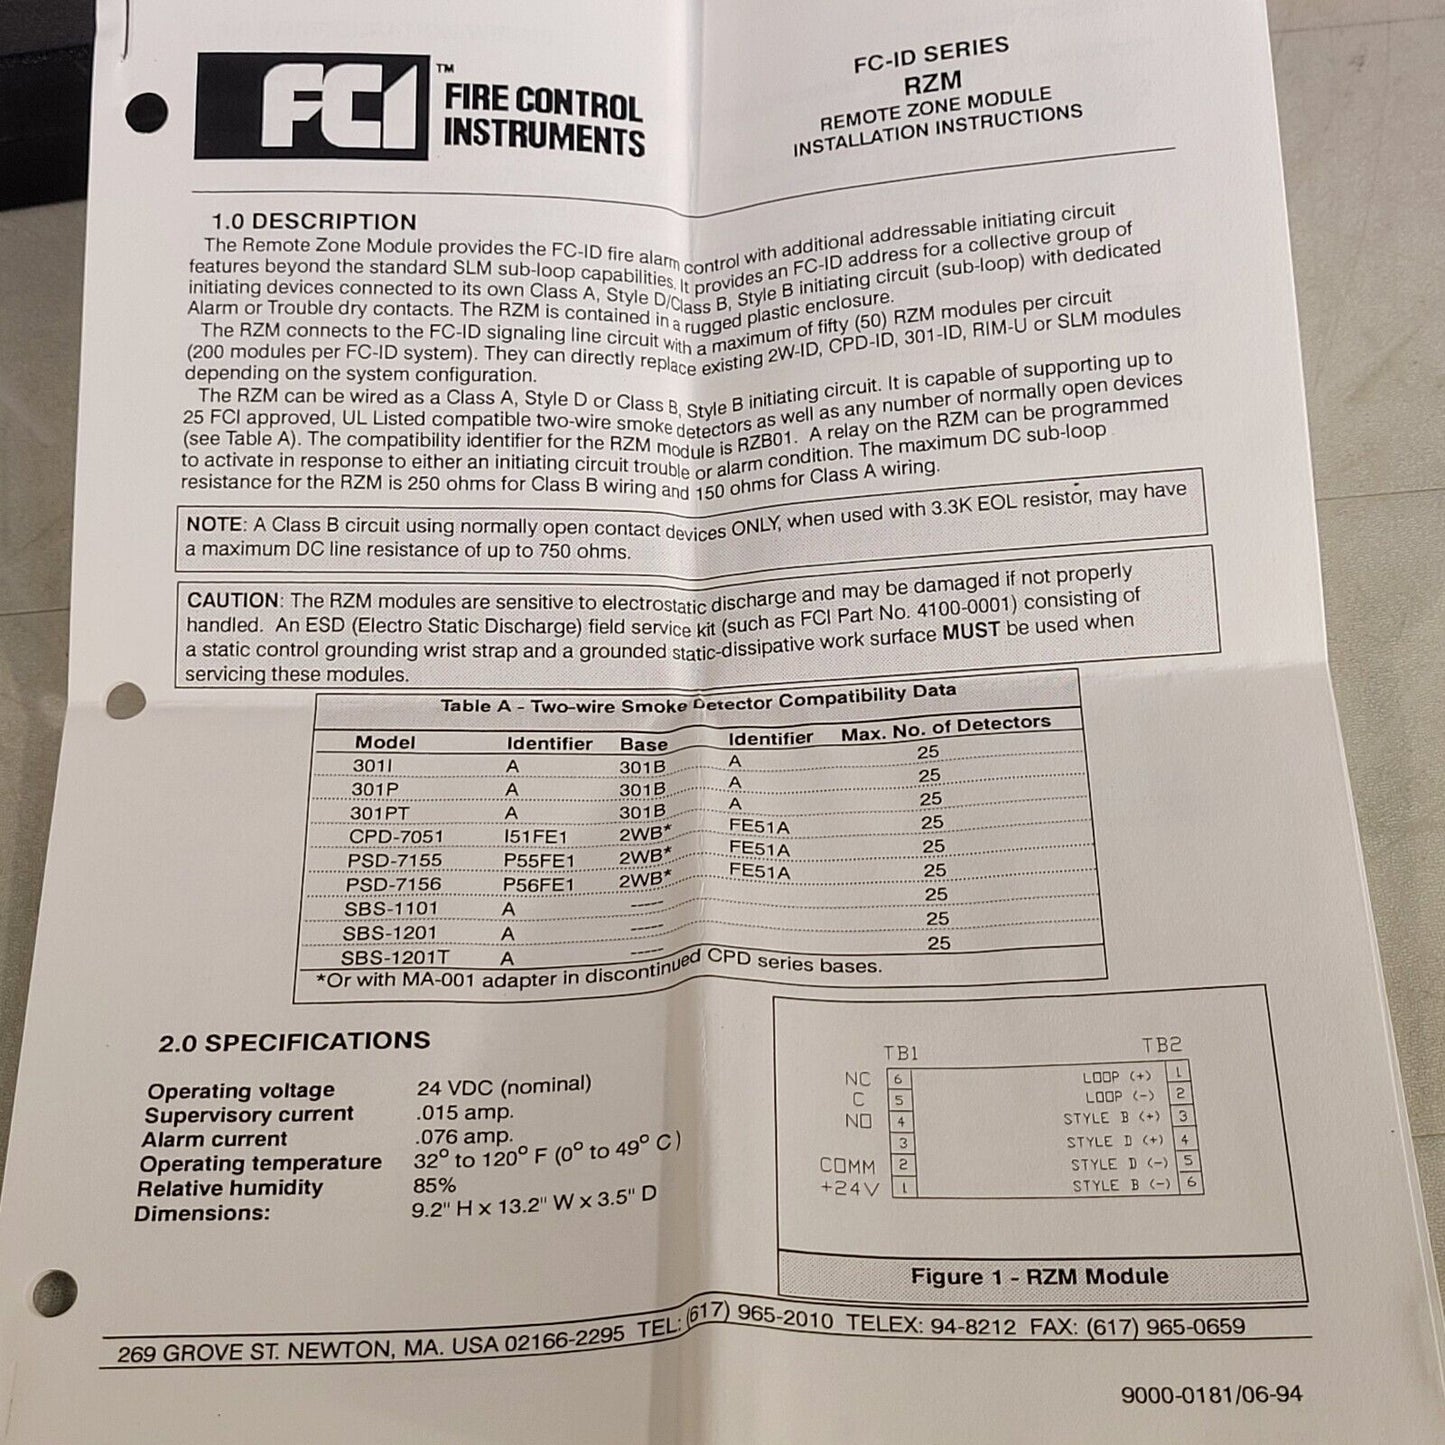 FCI™ FIRE CONTROL
INSTRUMENTS
FC-ID SERIES
RZM
REMOTE ZONE MODULE
INSTALLATION INSTRUCTIONS
1.0 DESCRIPTION
The Remote Zone Module provides the FC-ID fire alarm control with additional addressable initiating circuit
features beyond the standard SLM sub-loop capabilities. It provides an FC-ID address for a collective group of
initiating devices connected to its own Class A, Style D/Class B, Style B initiating circuit (sub-loop) with dedicated
Alarm or Trouble dry contacts. The RZM is contained in a rugged plastic enclosure.
The RZM connects to the FC-ID signaling line circuit with a maximum of fifty (50) RZM modules per circuit
(200 modules per FC-ID system). They can directly replace existing 2W-ID, CPD-ID, 301-ID, RIM-U or SLM modules
depending on the system configuration.
The RZM can be wired as a Class A, Style D or Class B, Style B initiating circuit. It is capable of supporting up to
25 FCI approved, UL Listed compatible two-wire smoke detectors as well as any number of normally open devices
(see Table A). The compatibility identifier for the RZM module is RZB01. A relay on the RZM can be programmed
to activate in response to either an initiating circuit trouble or alarm condition. The maximum DC sub-loop
resistance for the RZM is 250 ohms for Class B wiring and 150 ohms for Class A wiring.
NOTE: A Class B circuit using normally open contact devices ONLY, when used with 3.3K EOL resistor, may have
a maximum DC line resistance of up to 750 ohms.
CAUTION: The RZM modules are sensitive to electrostatic discharge and may be damaged if not properly
handled. An ESD (Electro Static Discharge) field service kit (such as FCI Part No. 4100-0001) consisting of
a static control grounding wrist strap and a grounded static-dissipative work surface MUST be used when
servicing these modules.
Table A - Two-wire Smoke Detector Compatibility Data
Model Identifier Base Identifier Max. No. of Detectors
301I A 301B A 25
301P A 301B A 25
301PT A 301B A 25
CPD-7051 I51FE1 2WB* FE51A 25
PSD-7155 P55FE1 2WB* FE51A 25
PSD-7156 P56FE1 2WB* FE51A 25
SBS-1101 A ----- 25
SBS-1201 A ----- 25
SBS-1201T A ----- 25
*Or with MA-001 adapter in discontinued CPD series bases.
2.0 SPECIFICATIONS
Operating voltage 24 VDC (nominal)
Supervisory current .015 amp.
Alarm current .076 amp.
Operating temperature 32° to 120° F (0° to 49° C)
Relative humidity 85%
Dimensions: 9.2" H x 13.2" W x 3.5" D
TB1 TB2
NC 6 LOOP (+) 1
C 5 LOOP (-) 2
NO 4 STYLE B (+) 3
3 STYLE D (+) 4
COMM 2 STYLE D (-) 5
+24V 1 STYLE B (-) 6
Figure 1 - RZM Module
269 GROVE ST. NEWTON, MA. USA 02166-2295 TEL: (617) 965-2010 TELEX: 94-8212 FAX: (617) 965-0659
9000-0181/06-94